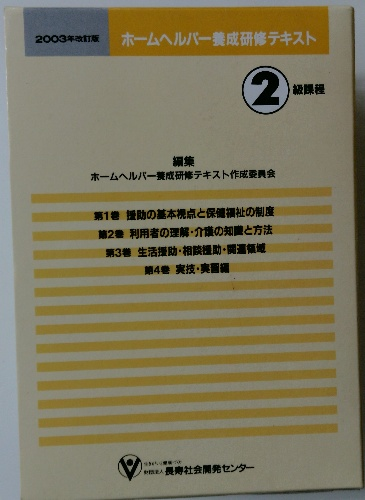 2003年改訂版
ホームヘルパー養成研修テキスト
2級課程
編集
ホームヘルパー養成研修テキスト作成委員会
第1巻 援助の基本視点と保健福祉の制度
第2巻 利用者の理解・介護の知識と方法
第3巻 生活援助・相談援助・関連領域
第4巻 実技・実習編
財団法人 長寿社会開発センター